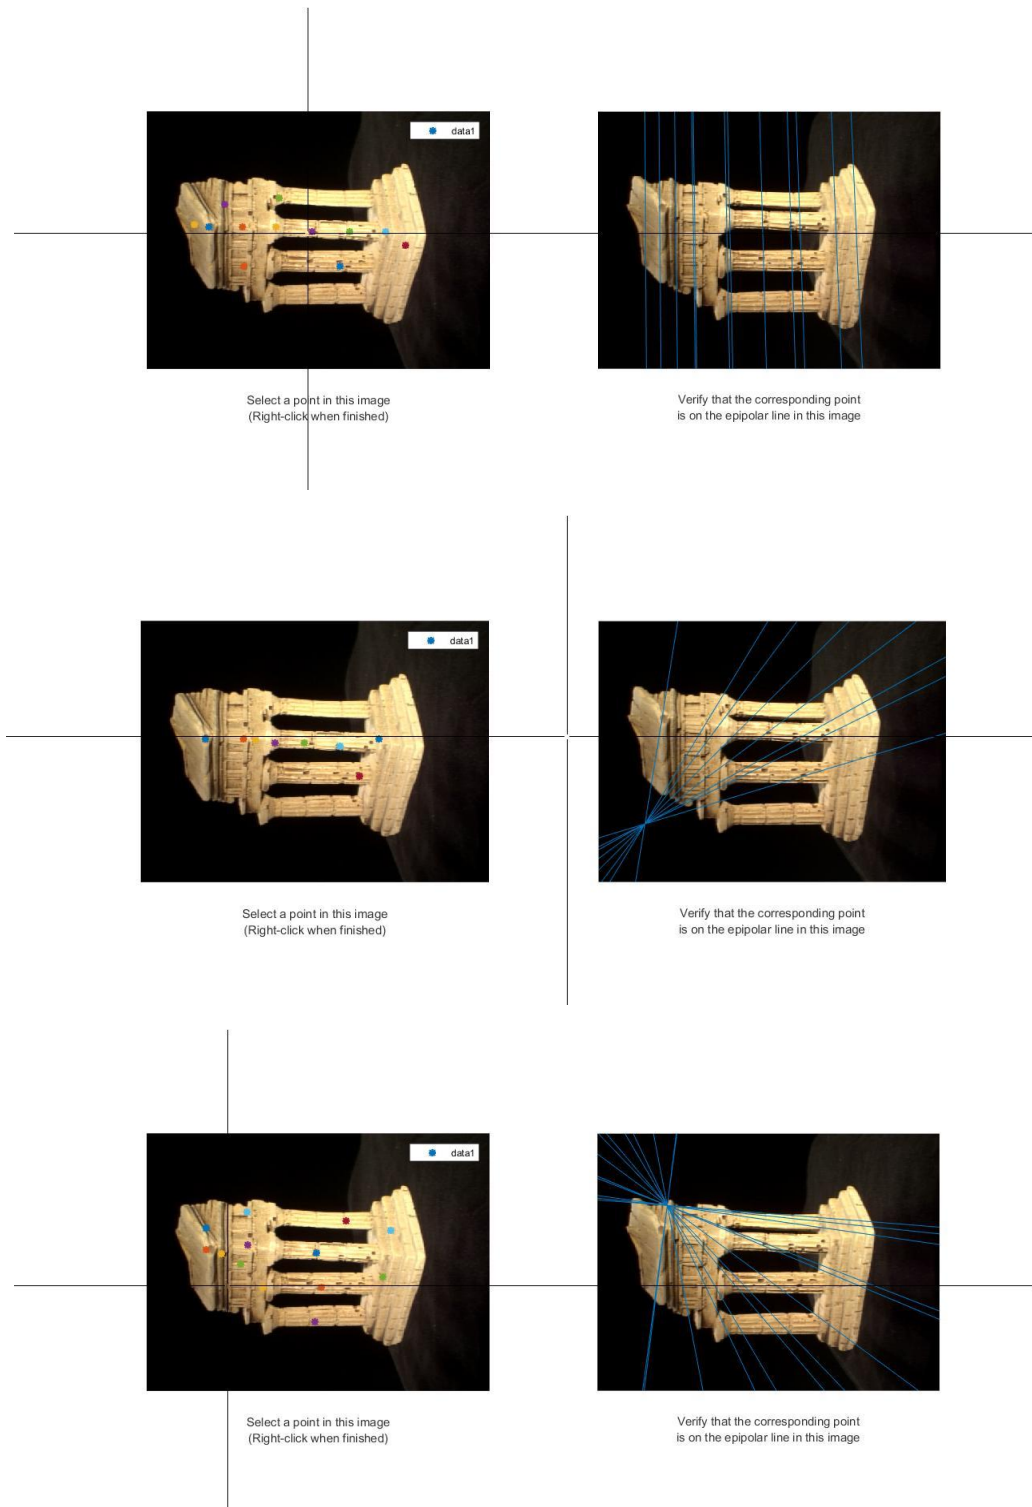 data1
Select a point in this image
(Right-click when finished)
Verify that the corresponding point
is on the epipolar line in this image
data1
Select a point in this image
(Right-click when finished)
Verify that the corresponding point
is on the epipolar line in this image
data1
Select a point in this image
(Right-click when finished)
Verify that the corresponding point
is on the epipolar line in this image